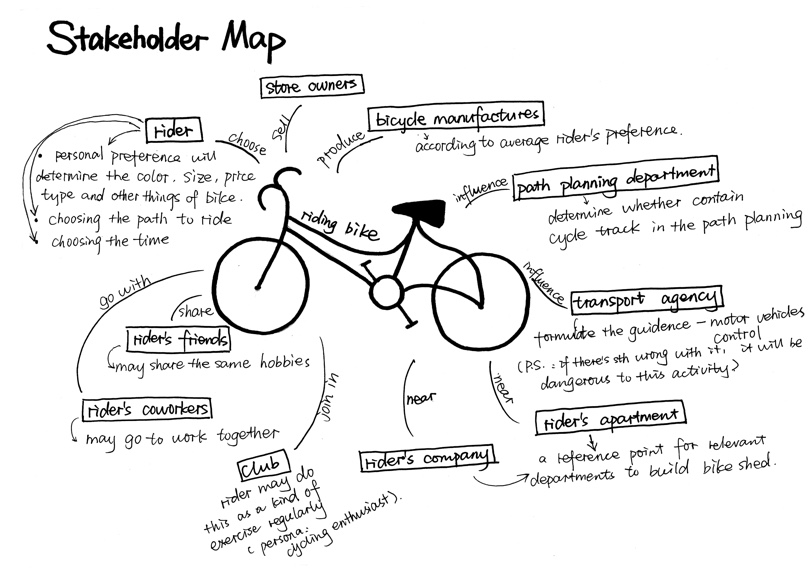 Stakeholder Map
store owners
sell
rider
choose
• personal preference will
determine the color, size, price
type and other things of bike.
• choosing the path to ride
• choosing the time
bicycle manufactures
produce
according to average rider's preference.
path planning department
influence
determine whether contain
cycle track in the path planning
riding bike
transport agency
influence
formulate the guidence – motor vehicles
control
(P.S. : if there's sth wrong with it, it will be
dangerous to this activity)
go with
share
rider's friends
may share the same hobbies
rider's coworkers
may go to work together
join in
club
rider may do
this as a kind of
exercise regularly
( persona:
cycling enthusiast).
near
rider's company
near
rider's apartment
a reference point for relevant
departments to build bike shed.